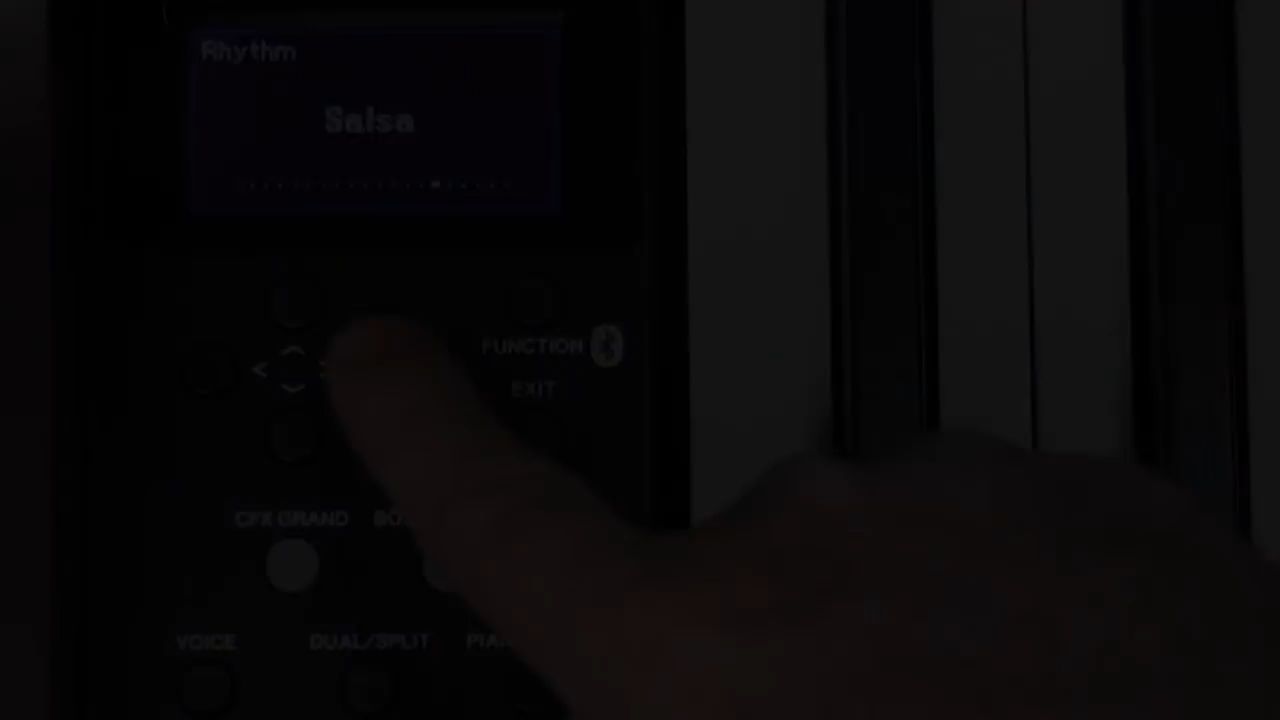 Rhythm
Salsa
FUNCTION
EXIT
CFX GRAND
VOICE
DUAL/SPLIT